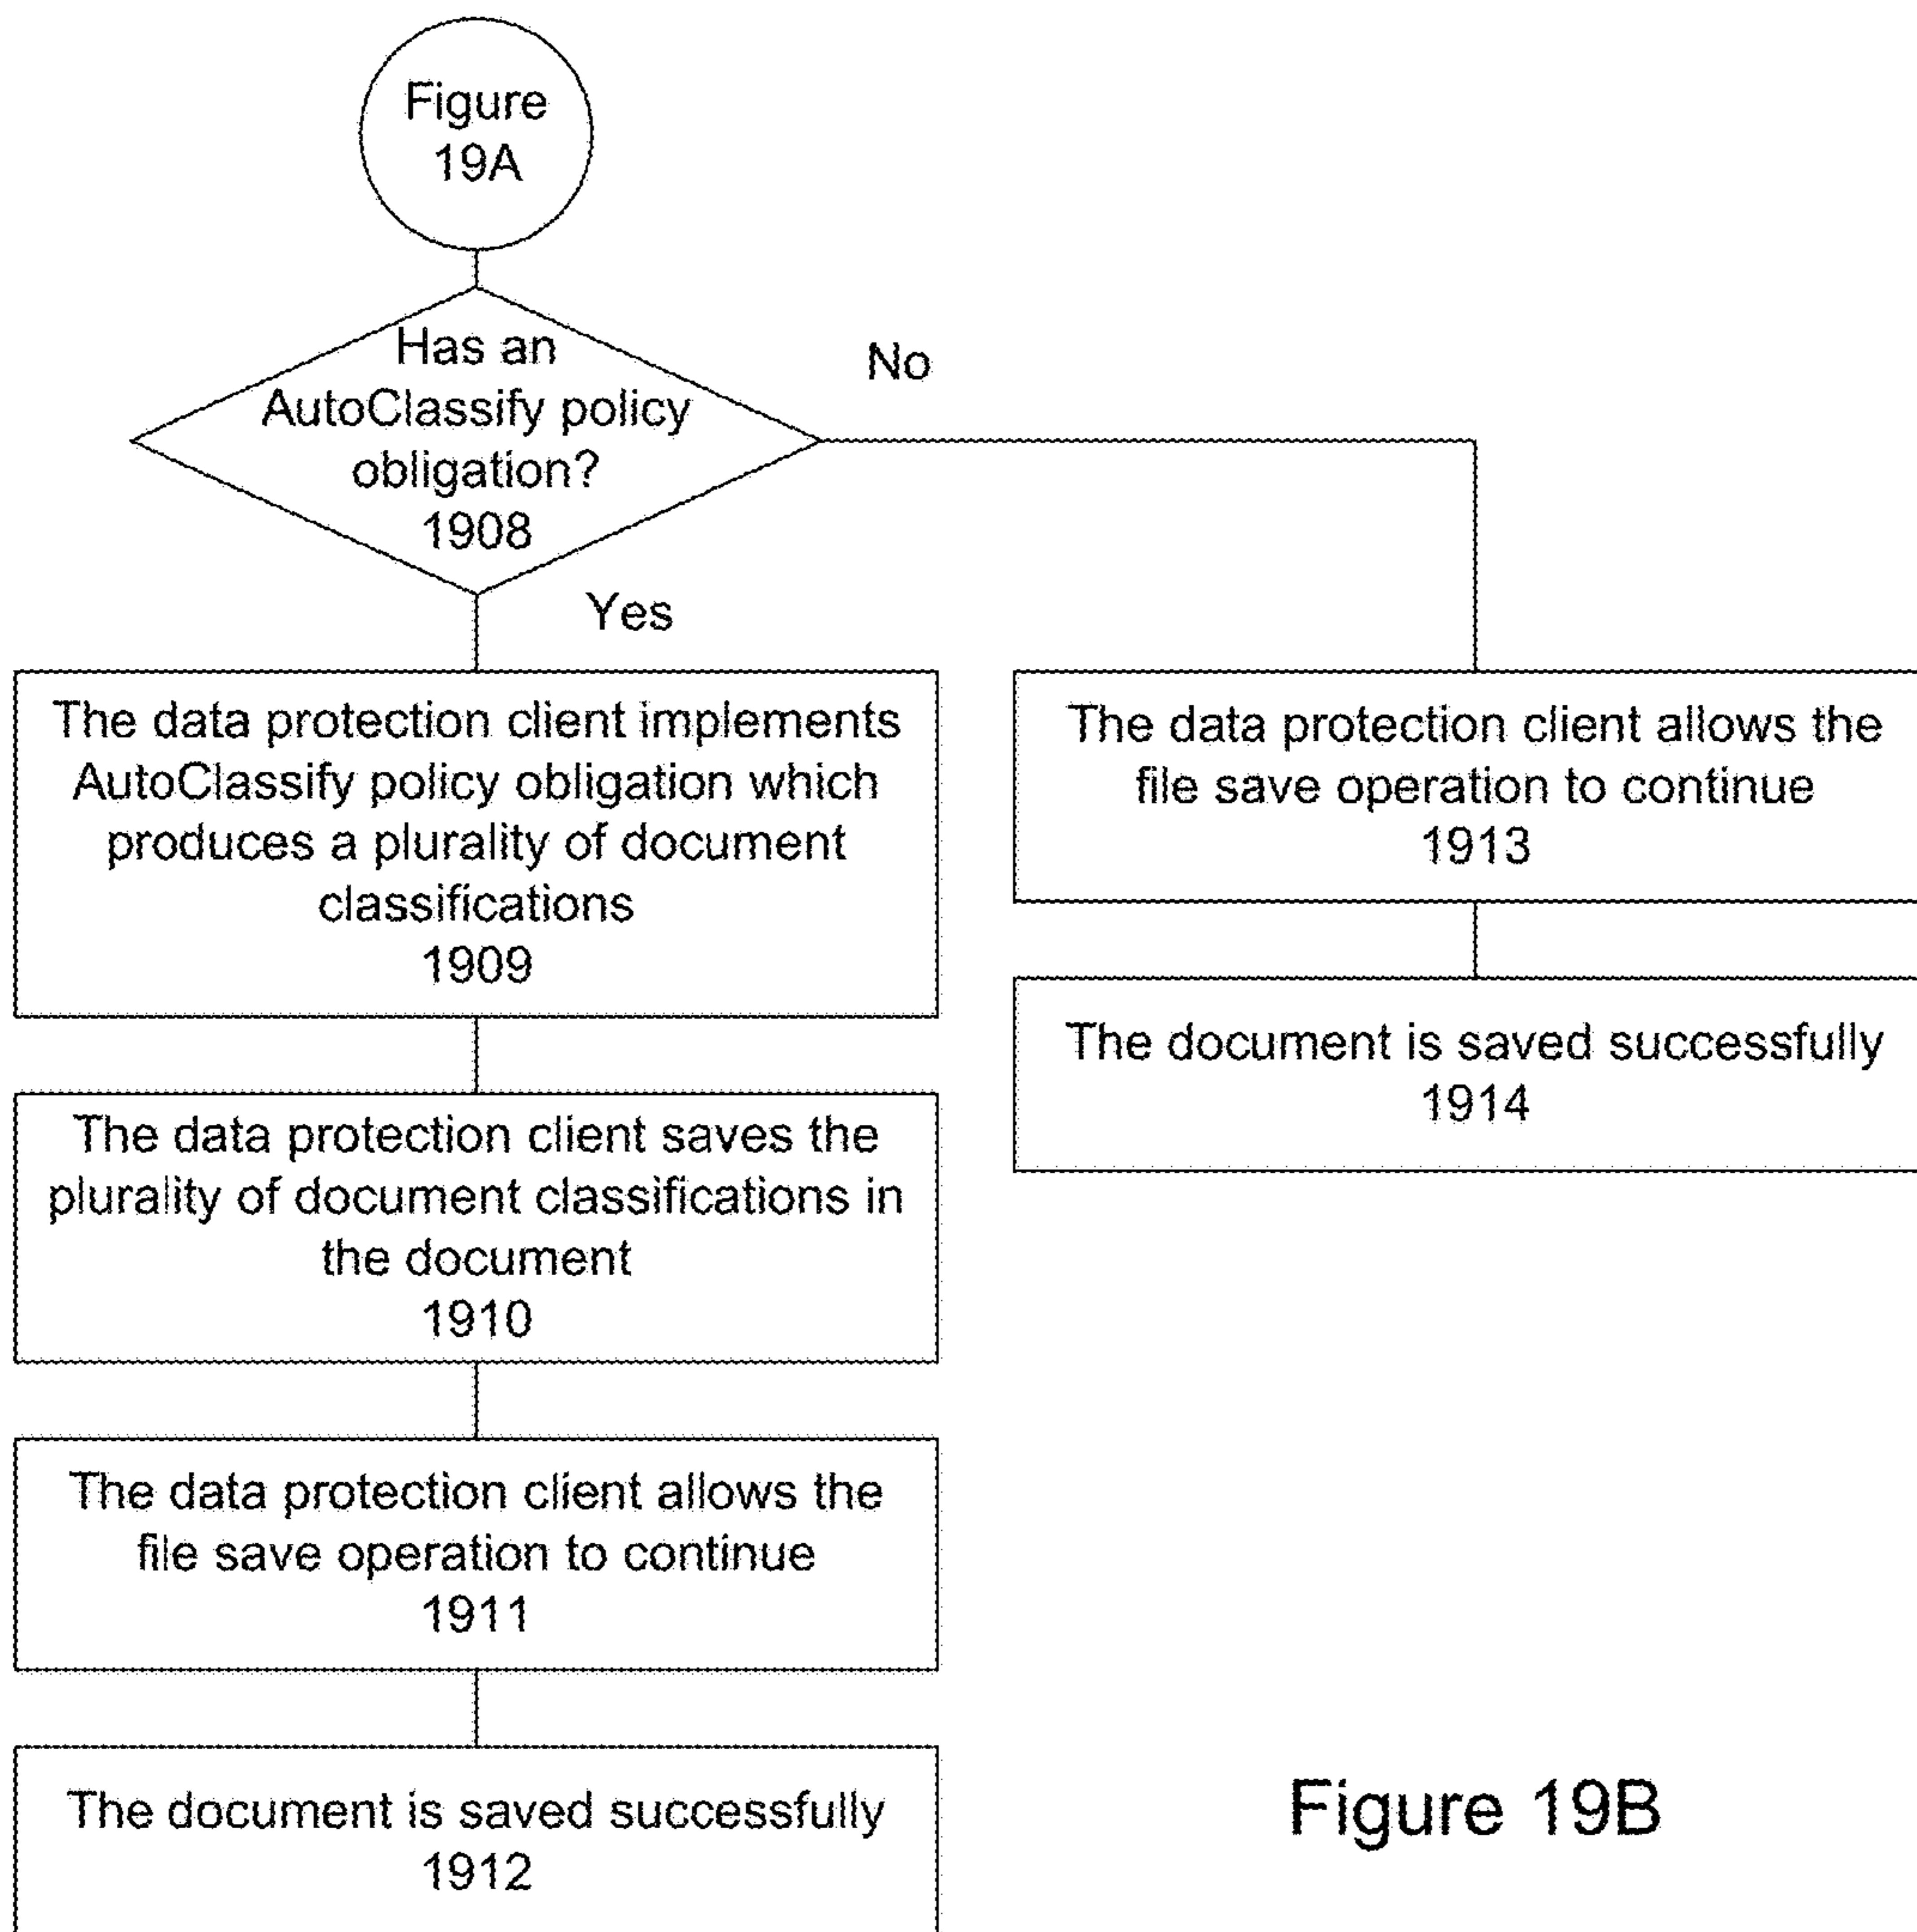 Figure
19A
Has an
AutoClassify policy
obligation?
1908
No
Yes
The data protection client implements
AutoClassify policy obligation which
produces a plurality of document
classifications
1909
The data protection client saves the
plurality of document classifications in
the document
1910
The data protection client allows the
file save operation to continue
1911
The document is saved successfully
1912
The data protection client allows the
file save operation to continue
1913
The document is saved successfully
1914
Figure 19B